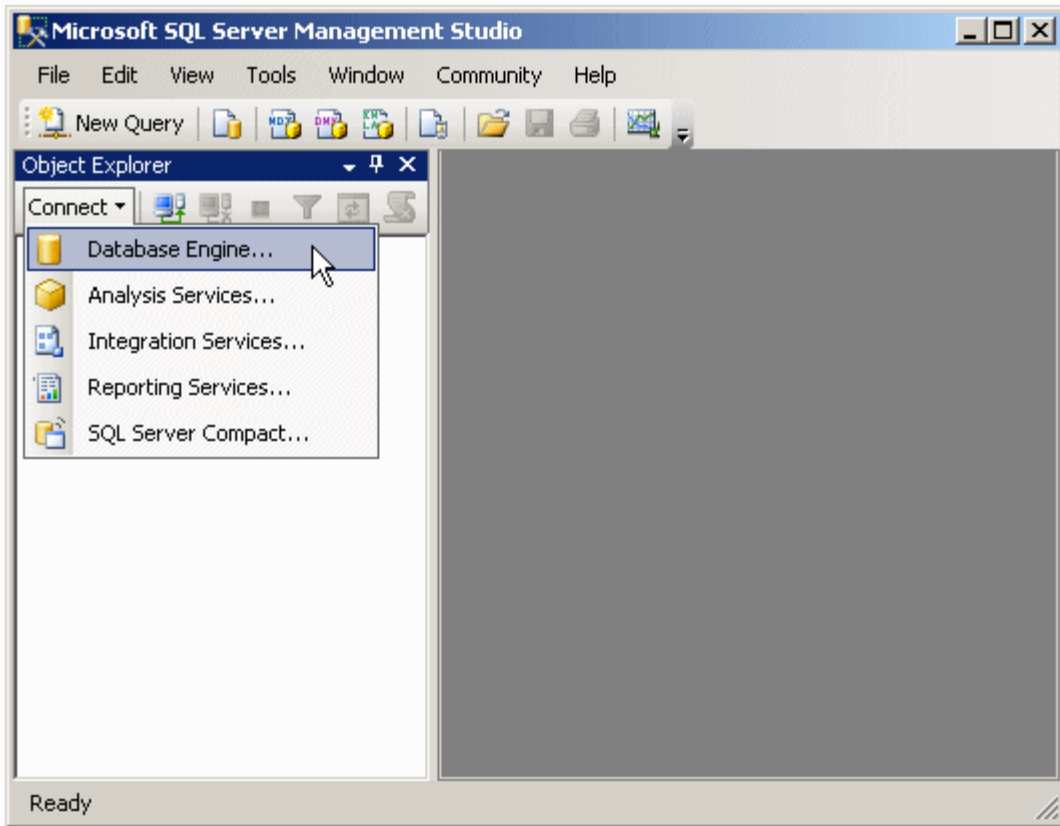 Microsoft SQL Server Management Studio
File Edit View Tools Window Community Help
New Query
Object Explorer
Connect
Database Engine...
Analysis Services...
Integration Services...
Reporting Services...
SQL Server Compact...
Ready